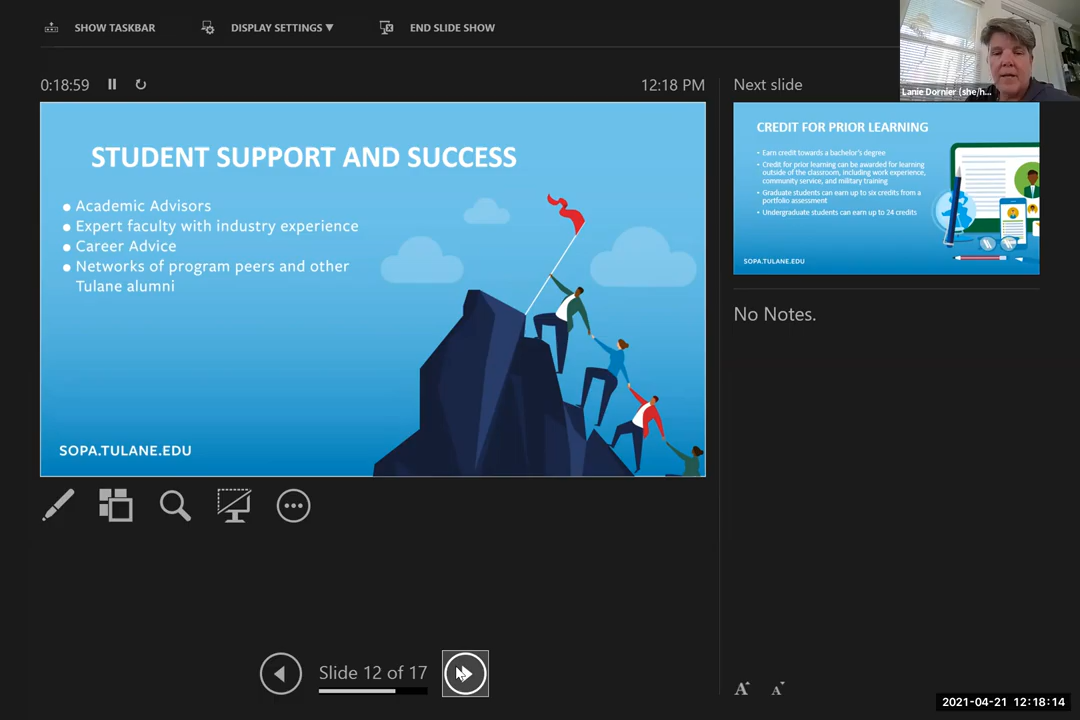 SHOW TASKBAR
DISPLAY SETTINGS ▼
END SLIDE SHOW
Lanie Dornier (she/h...
0:18:59
12:18 PM
Next slide
STUDENT SUPPORT AND SUCCESS
● Academic Advisors
● Expert faculty with industry experience
● Career Advice
● Networks of program peers and other
Tulane alumni
SOPA.TULANE.EDU
CREDIT FOR PRIOR LEARNING
• Earn credit towards a bachelor's degree
• Credit for prior learning can be awarded for learning
outside of the classroom, including work experience,
community service, and military training
• Graduate students can earn up to six credits from a
portfolio assessment
• Undergraduate students can earn up to 24 credits
SOPA.TULANE.EDU
No Notes.
Slide 12 of 17
A A
2021-04-21 12:18:14